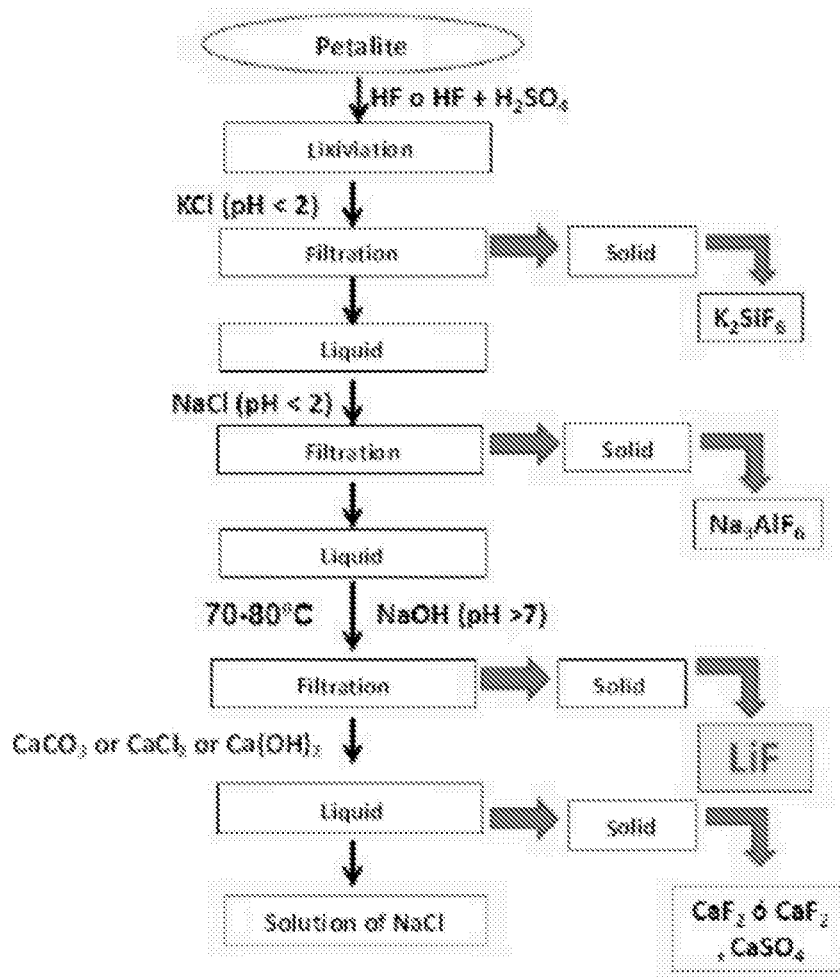 Petalite
HF o HF + H₂SO₄
Lixiviation
KCl (pH < 2)
Filtration
Solid
K₂SiF₆
Liquid
NaCl (pH < 2)
Filtration
Solid
Na₃AlF₆
Liquid
70-80°C
NaOH (pH >7)
Filtration
Solid
LiF
CaCO₃ or CaCl₂ or Ca(OH)₂
Liquid
Solid
CaF₂ ó CaF₂
, CaSO₄
Solution of NaCl